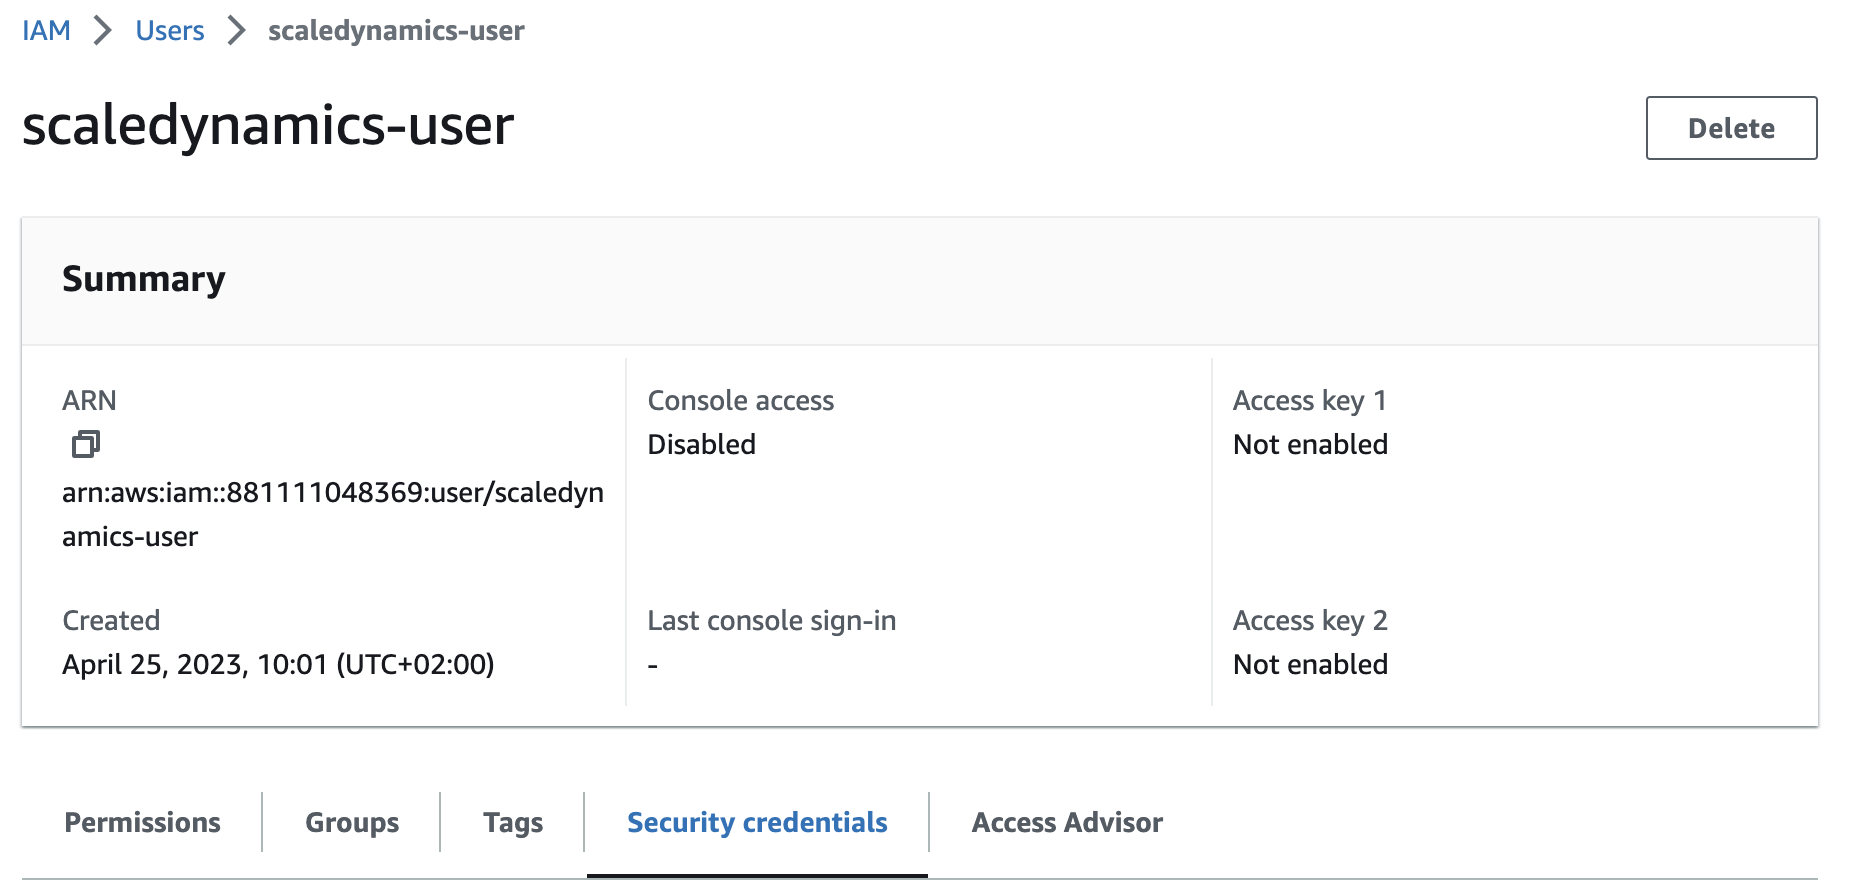 IAM > Users > scaledynamics-user
scaledynamics-user
Delete
Summary
ARN
arn:aws:iam::881111048369:user/scaledyn
amics-user
Created
April 25, 2023, 10:01 (UTC+02:00)
Console access
Disabled
Last console sign-in
-
Access key 1
Not enabled
Access key 2
Not enabled
Permissions
Groups
Tags
Security credentials
Access Advisor